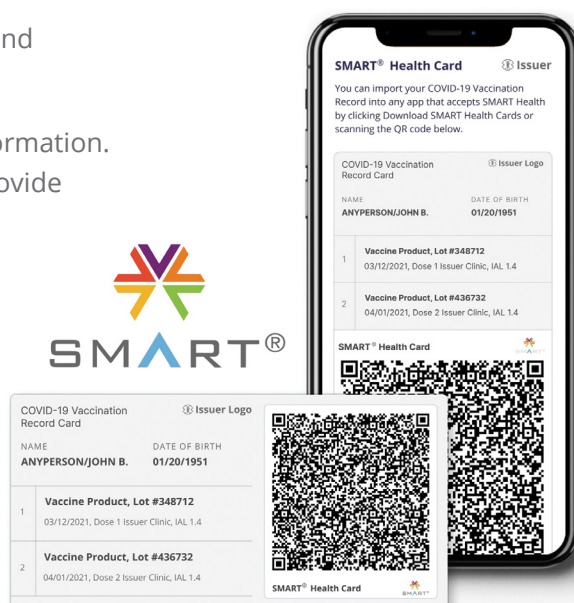 nd
ormation.
ovide
SMART®
SMART® Health Card
Issuer
You can import your COVID-19 Vaccination
Record into any app that accepts SMART Health
by clicking Download SMART Health Cards or
scanning the QR code below.
COVID-19 Vaccination
Record Card
Issuer Logo
NAME
DATE OF BIRTH
ANYPERSON/JOHN B.
01/20/1951
1
Vaccine Product, Lot #348712
03/12/2021, Dose 1 Issuer Clinic, IAL 1.4
2
Vaccine Product, Lot #436732
04/01/2021, Dose 2 Issuer Clinic, IAL 1.4
SMART® Health Card
SMART®
COVID-19 Vaccination
Record Card
Issuer Logo
NAME
DATE OF BIRTH
ANYPERSON/JOHN B.
01/20/1951
1
Vaccine Product, Lot #348712
03/12/2021, Dose 1 Issuer Clinic, IAL 1.4
2
Vaccine Product, Lot #436732
04/01/2021, Dose 2 Issuer Clinic, IAL 1.4
SMART® Health Card
SMART®